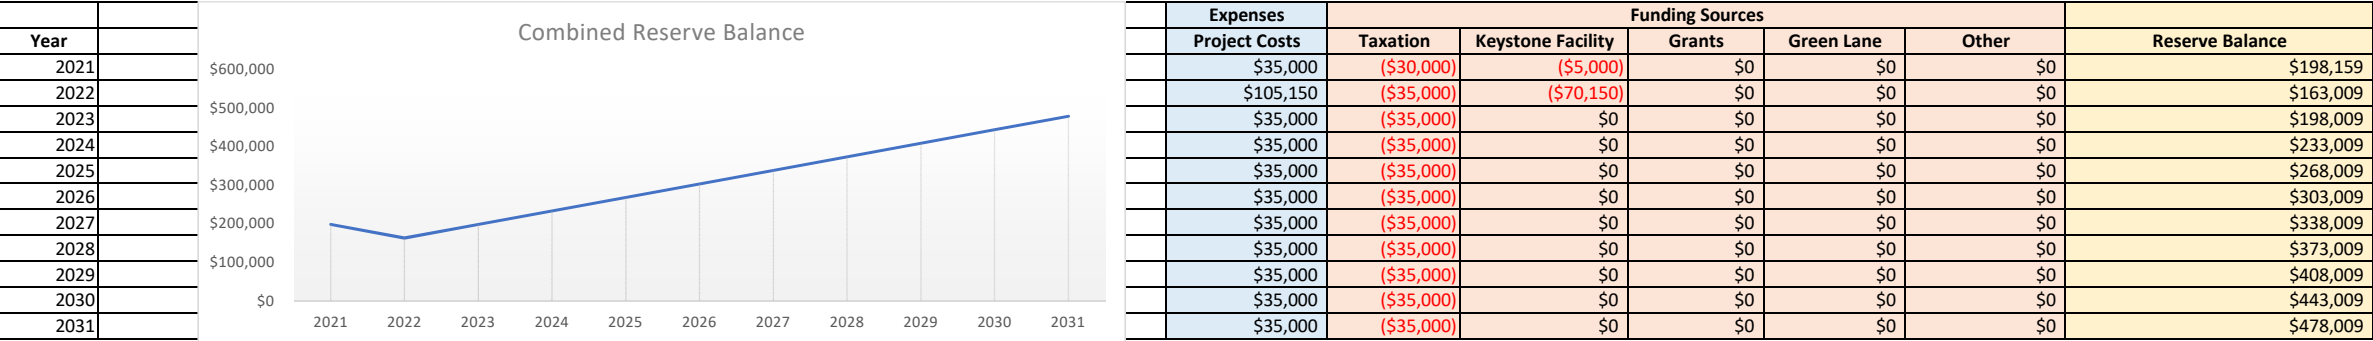 Expenses Funding Sources
Year Project Costs Taxation Keystone Facility Grants Green Lane Other Reserve Balance
2021 $35,000 ($30,000) ($5,000) $0 $0 $0 $198,159
2022 $105,150 ($35,000) ($70,150) $0 $0 $0 $163,009
2023 $35,000 ($35,000) $0 $0 $0 $0 $198,009
2024 $35,000 ($35,000) $0 $0 $0 $0 $233,009
2025 $35,000 ($35,000) $0 $0 $0 $0 $268,009
2026 $35,000 ($35,000) $0 $0 $0 $0 $303,009
2027 $35,000 ($35,000) $0 $0 $0 $0 $338,009
2028 $35,000 ($35,000) $0 $0 $0 $0 $373,009
2029 $35,000 ($35,000) $0 $0 $0 $0 $408,009
2030 $35,000 ($35,000) $0 $0 $0 $0 $443,009
2031 $35,000 ($35,000) $0 $0 $0 $0 $478,009
Combined Reserve Balance
$600,000
$500,000
$400,000
$300,000
$200,000
$100,000
$0
2021 2022 2023 2024 2025 2026 2027 2028 2029 2030 2031